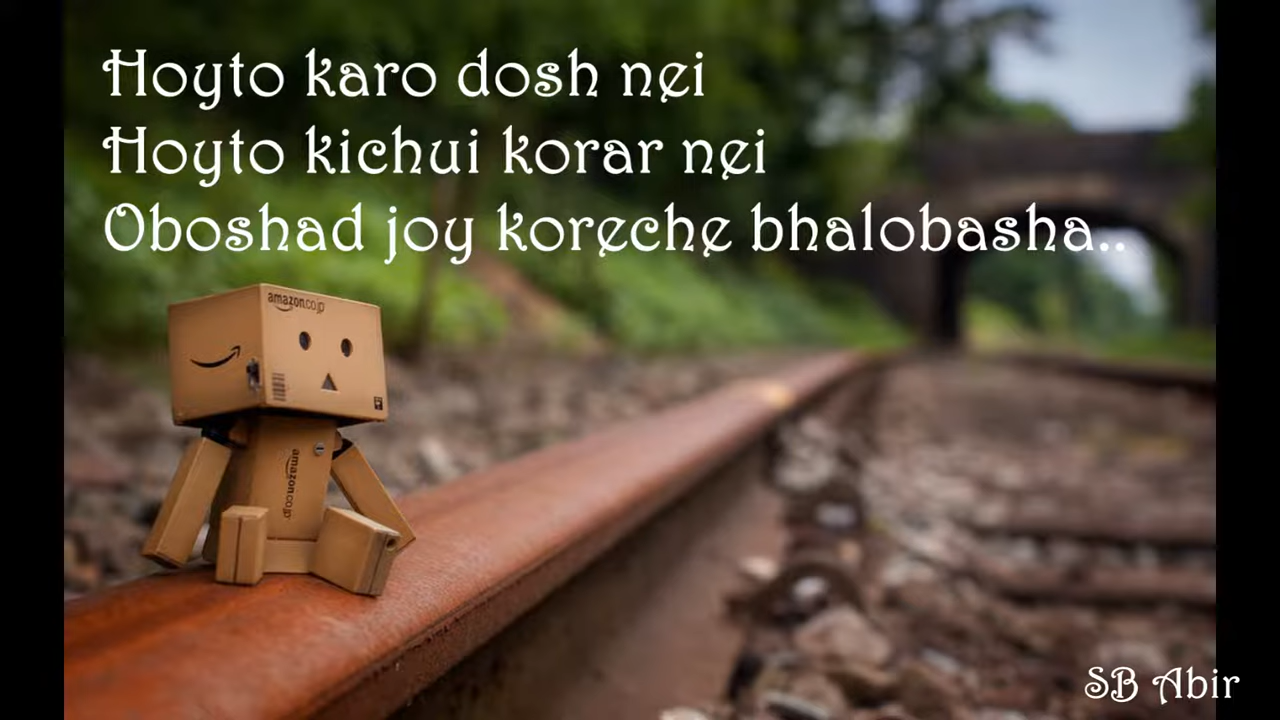 Hoyto karo dosh nei
Hoyto kichui korar nei
Oboshad joy koreche bhalobasha..
amazon.co.jp
amazon.co.jp
SB Abir